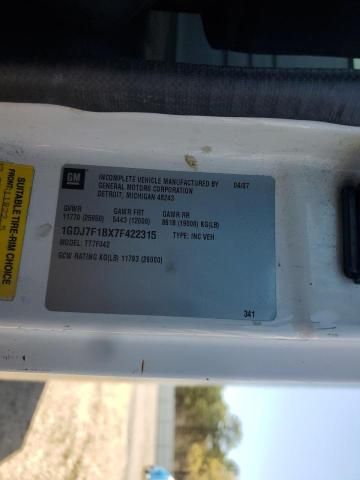 GM
INCOMPLETE VEHICLE MANUFACTURED BY 04/07
GENERAL MOTORS CORPORATION
DETROIT, MICHIGAN 48243
GVWR GAWR FRT GAWR RR
11770 (25950) 5443 (12000) 8618 (19000) KG(LB)
1GDJ7F1BX7F422315 TYPE: INC VEH
MODEL: T7F042
GCW RATING KG(LB) 11793 (26000)
341
SUITABLE TIRE-RIM CHOICE